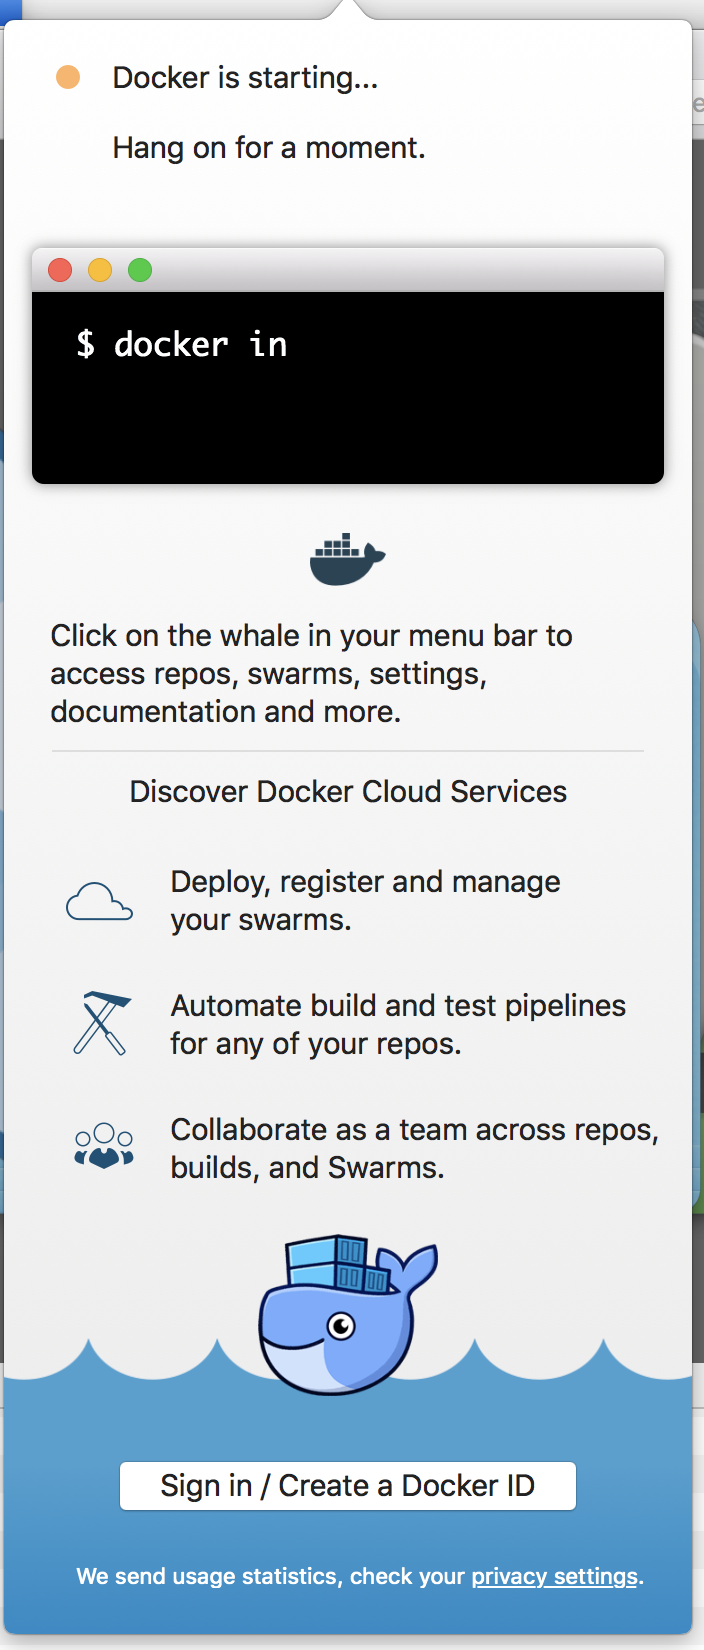 Docker is starting...
Hang on for a moment.
$ docker in
Click on the whale in your menu bar to
access repos, swarms, settings,
documentation and more.
Discover Docker Cloud Services
Deploy, register and manage
your swarms.
Automate build and test pipelines
for any of your repos.
Collaborate as a team across repos,
builds, and Swarms.
Sign in / Create a Docker ID
We send usage statistics, check your privacy settings.